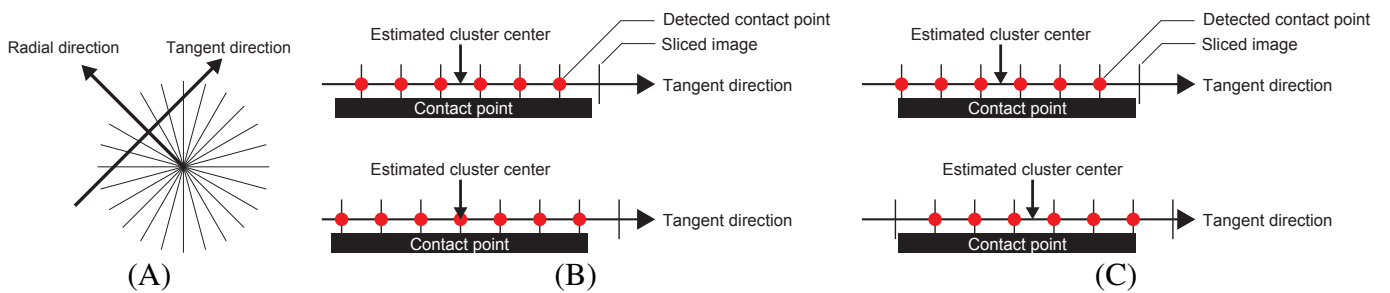 Radial direction
Tangent direction
(A)
Estimated cluster center
Detected contact point
Sliced image
Tangent direction
Contact point
Estimated cluster center
Tangent direction
Contact point
(B)
Estimated cluster center
Detected contact point
Sliced image
Tangent direction
Contact point
Estimated cluster center
Tangent direction
Contact point
(C)